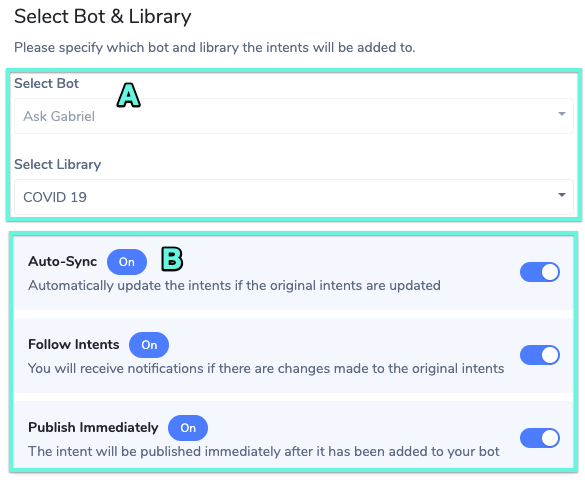 Select Bot & Library
Please specify which bot and library the intents will be added to.
Select Bot
A
Ask Gabriel
Select Library
COVID 19
Auto-Sync On B
Automatically update the intents if the original intents are updated
Follow Intents On
You will receive notifications if there are changes made to the original intents
Publish Immediately On
The intent will be published immediately after it has been added to your bot